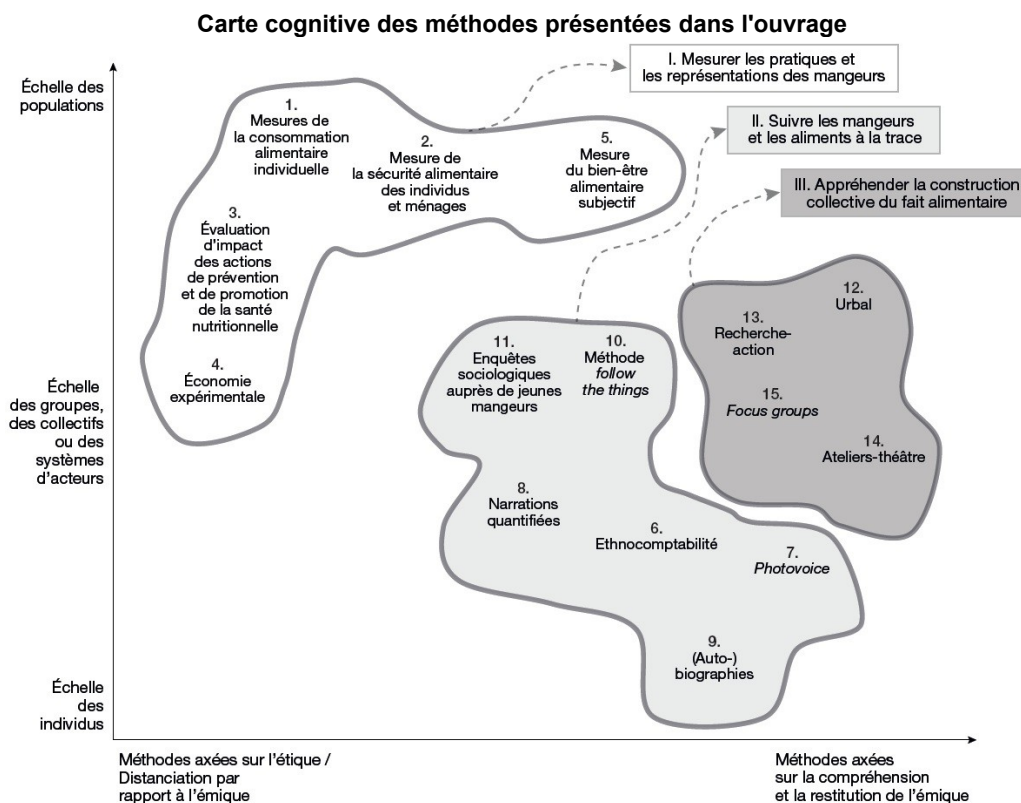 Carte cognitive des méthodes présentées dans l'ouvrage
I. Mesurer les pratiques et
les représentations des mangeurs
Échelle des
populations
1.
Mesures de
la consommation
alimentaire
individuelle
2.
Mesure de
la sécurité alimentaire
des individus
et ménages
5.
Mesure
du bien-être
alimentaire
subjectif
II. Suivre les mangeurs
et les aliments à la trace
III. Appréhender la construction
collective du fait alimentaire
3.
Évaluation
d'impact
des actions
de prévention
et de promotion
de la santé
nutritionnelle
4.
Économie
expérimentale
12.
Urbal
13.
Recherche-
action
11.
Enquêtes
sociologiques
auprès de jeunes
mangeurs
10.
Méthode
follow
the things
15.
Focus groups
14.
Ateliers-théâtre
Échelle
des groupes,
des collectifs
ou des
systèmes
d'acteurs
8.
Narrations
quantifiées
6.
Ethnocomptabilité
7.
Photovoice
9.
(Auto-)
biographies
Échelle
des
individus
Méthodes axées sur l'étique /
Distanciation par
rapport à l'émique
Méthodes axées
sur la compréhension
et la restitution de l'émique